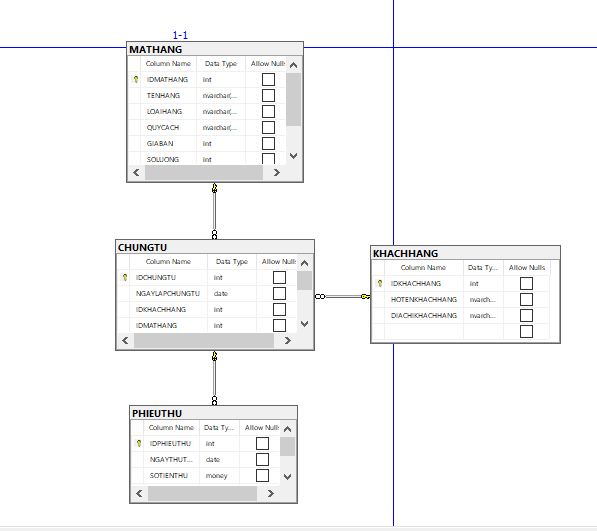 1-1
MATHANG
Column Name Data Type Allow Nulls
IDMATHANG int
TENHANG nvarchar(...
LOAIHANG nvarchar(...
QUYCACH nvarchar(...
GIABAN int
SOLUONG int
CHUNGTU
Column Name Data Type Allow Nulls
IDCHUNGTU int
NGAYLAPCHUNGTU date
IDKHACHHANG int
IDMATHANG int
KHACHHANG
Column Name Data Ty... Allow Nulls
IDKHACHHANG int
HOTENKHACHHANG nvarch...
DIACHIKHACHHANG nvarch...
PHIEUTHU
Column Name Data Ty... Allow Nulls
IDPHIEUTHU int
NGAYTHUT... date
SOTIENTHU money